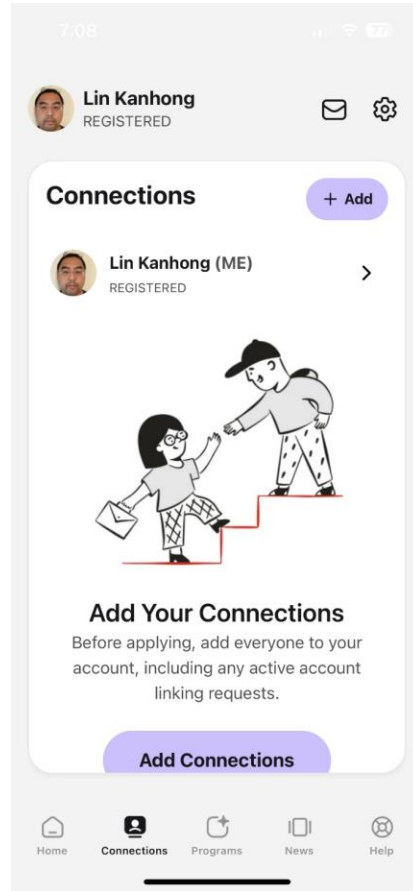 7:08
77
Lin Kanhong
REGISTERED
Connections
+ Add
Lin Kanhong (ME)
REGISTERED
Add Your Connections
Before applying, add everyone to your
account, including any active account
linking requests.
Add Connections
Home Connections Programs News Help